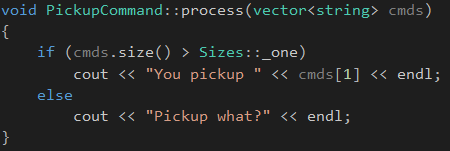 void PickupCommand::process(vector<string> cmds)
{
if (cmds.size() > Sizes::_one)
cout << "You pickup " << cmds[1] << endl;
else
cout << "Pickup what?" << endl;
}